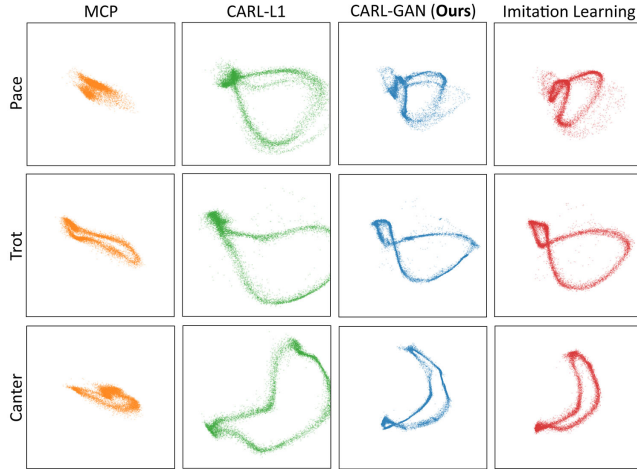 MCP
CARL-L1
CARL-GAN (Ours)
Imitation Learning
Pace
Trot
Canter